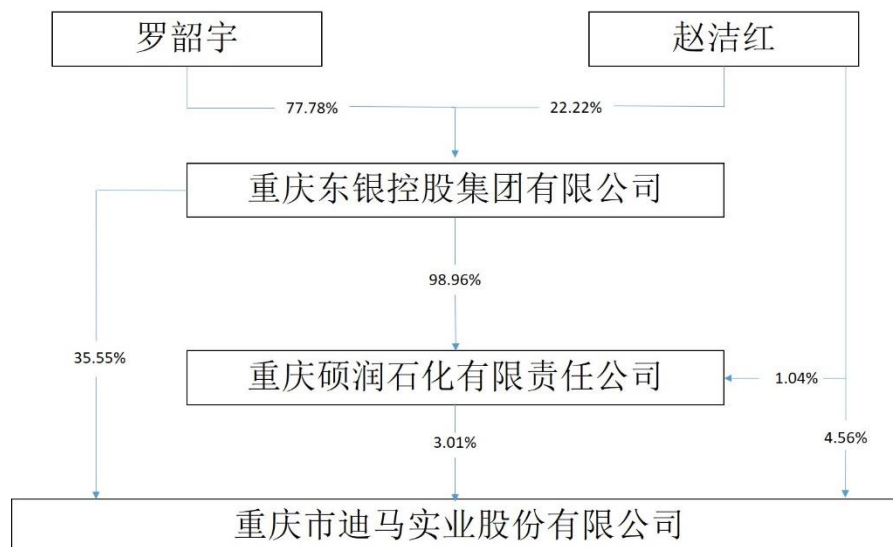 罗韶宇
赵洁红
77.78%
22.22%
重庆东银控股集团有限公司
98.96%
35.55%
重庆硕润石化有限责任公司
1.04%
3.01%
4.56%
重庆市迪马实业股份有限公司